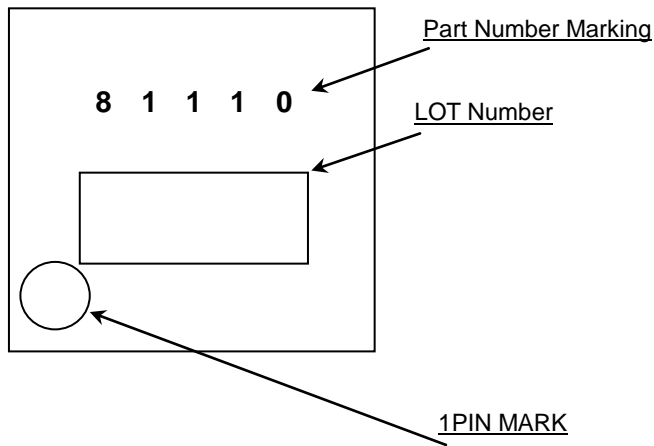 Part Number Marking
8 1 1 1 0
LOT Number
1PIN MARK